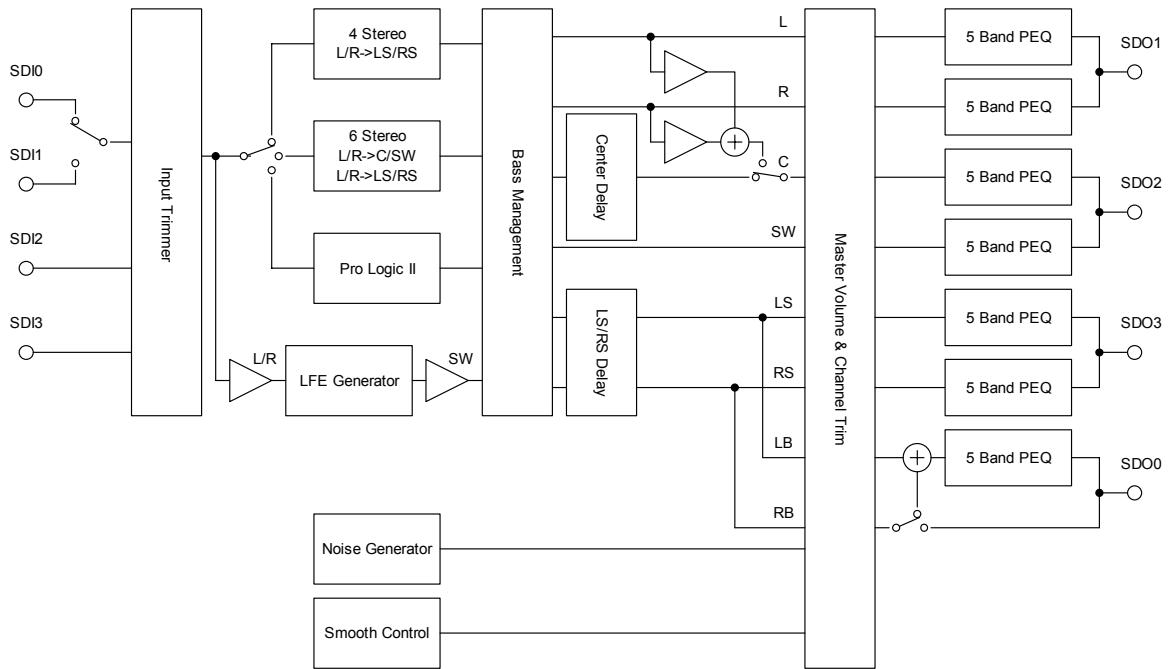 SDI0
SDI1
SDI2
SDI3
Input Trimmer
4 Stereo
L/R->LS/RS
6 Stereo
L/R->C/SW
L/R->LS/RS
Pro Logic II
L/R
LFE Generator
SW
Bass Management
Center Delay
LS/RS Delay
L
R
C
SW
LS
RS
LB
RB
Noise Generator
Smooth Control
Master Volume & Channel Trim
5 Band PEQ
5 Band PEQ
5 Band PEQ
5 Band PEQ
5 Band PEQ
5 Band PEQ
5 Band PEQ
SDO1
SDO2
SDO3
SDO0